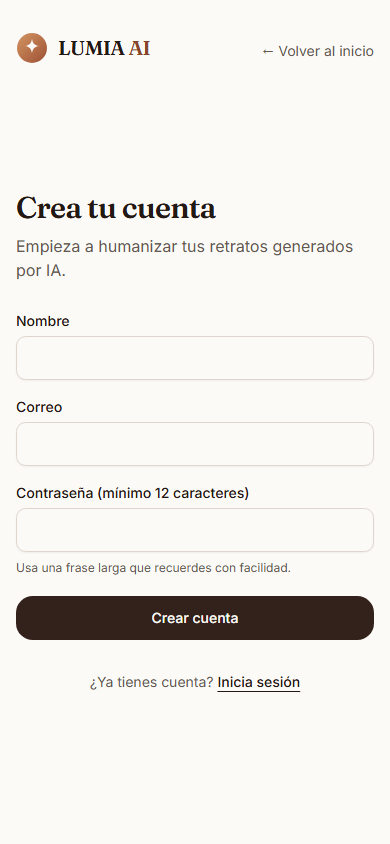 LUMIA AI
← Volver al inicio
Crea tu cuenta
Empieza a humanizar tus retratos generados
por IA.
Nombre
Correo
Contraseña (mínimo 12 caracteres)
Usa una frase larga que recuerdes con facilidad.
Crear cuenta
¿Ya tienes cuenta? Inicia sesión